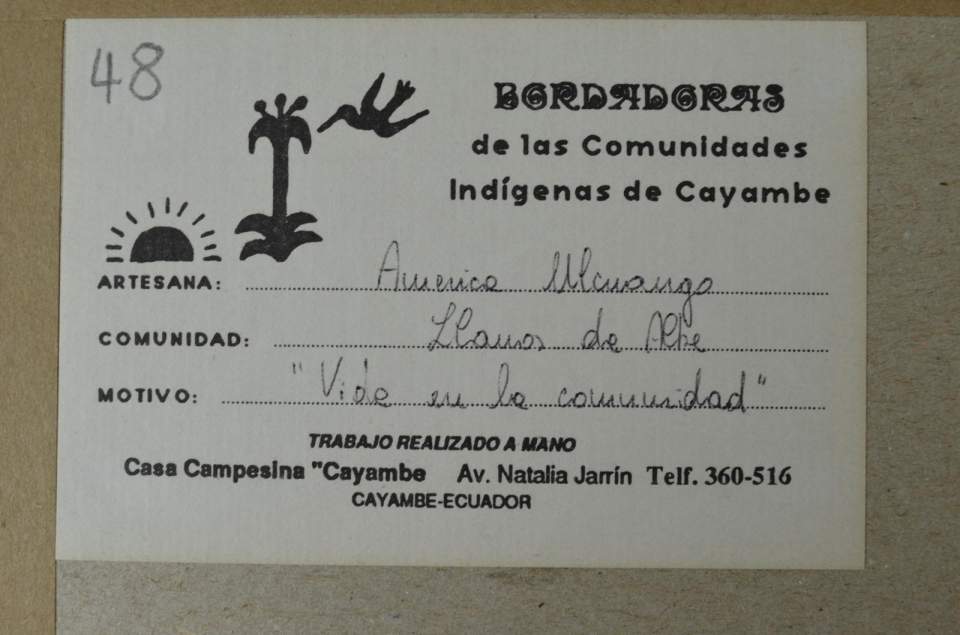 48
BORDADORAS
de las Comunidades
Indígenas de Cayambe
ARTESANA: America Ulcuango
COMUNIDAD: Llanos de Albe
MOTIVO: "Vida en la comunidad"
TRABAJO REALIZADO A MANO
Casa Campesina "Cayambe Av. Natalia Jarrín Telf. 360-516
CAYAMBE-ECUADOR